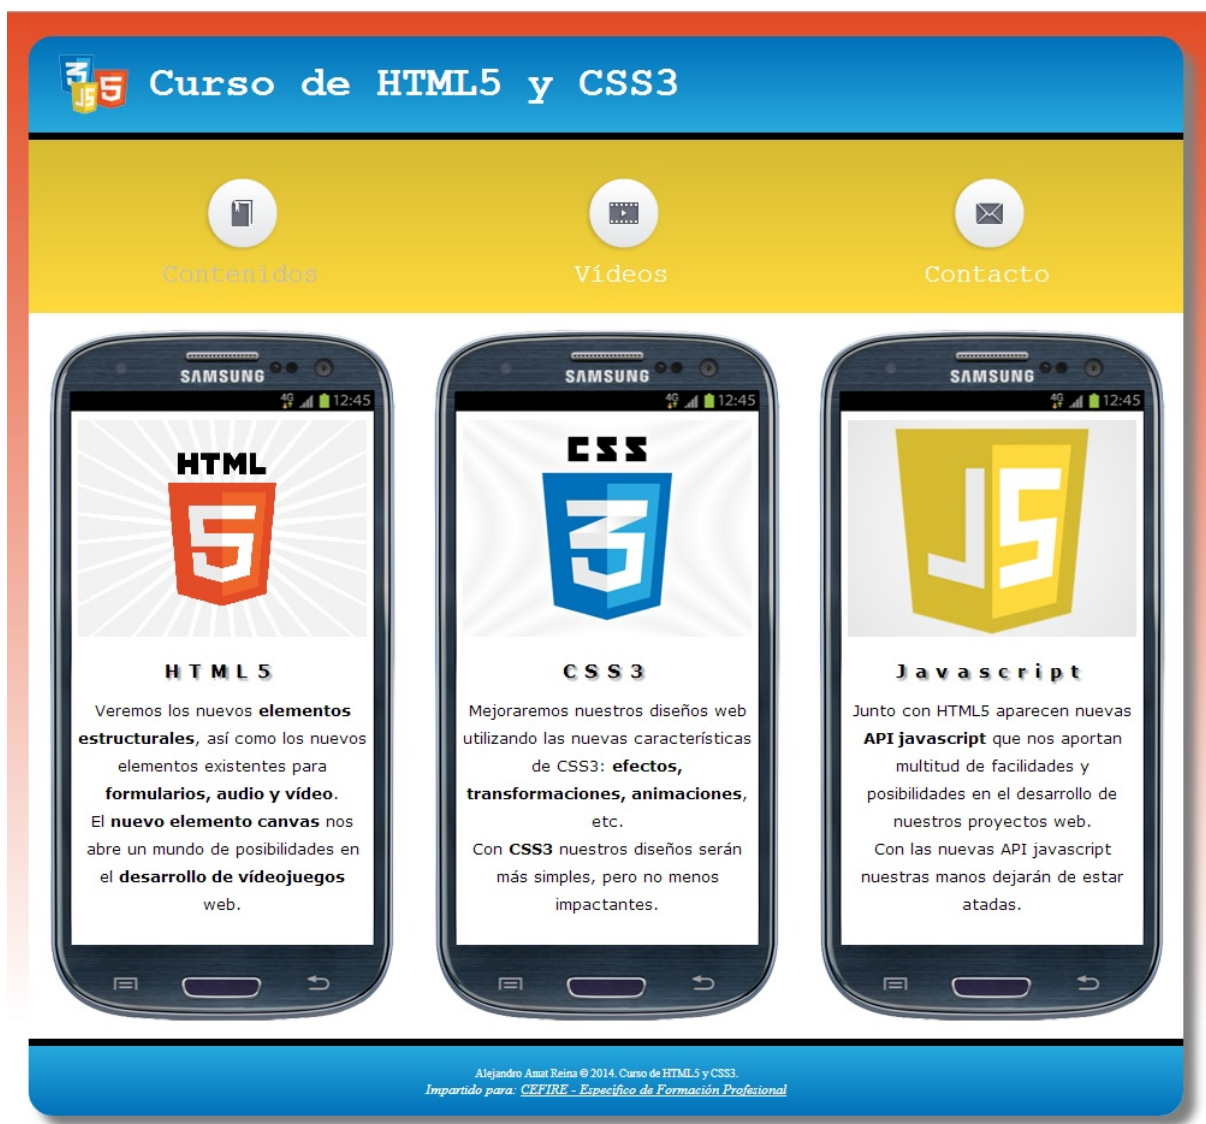 Curso de HTML5 y CSS3
Contenidos
Vídeos
Contacto
SAMSUNG
4G 12:45
HTML
5
HTML5
Veremos los nuevos elementos
estructurales, así como los nuevos
elementos existentes para
formularios, audio y vídeo.
El nuevo elemento canvas nos
abre un mundo de posibilidades en
el desarrollo de vídeojuegos
web.
SAMSUNG
4G 12:45
CSS
3
CSS3
Mejoraremos nuestros diseños web
utilizando las nuevas características
de CSS3: efectos,
transformaciones, animaciones,
etc.
Con CSS3 nuestros diseños serán
más simples, pero no menos
impactantes.
SAMSUNG
4G 12:45
JS
Javascript
Junto con HTML5 aparecen nuevas
API javascript que nos aportan
multitud de facilidades y
posibilidades en el desarrollo de
nuestros proyectos web.
Con las nuevas API javascript
nuestras manos dejarán de estar
atadas.
Alejandro Amat Reina © 2014. Curso de HTML5 y CSS3.
Impartido para: CEFIRE - Específico de Formación Profesional